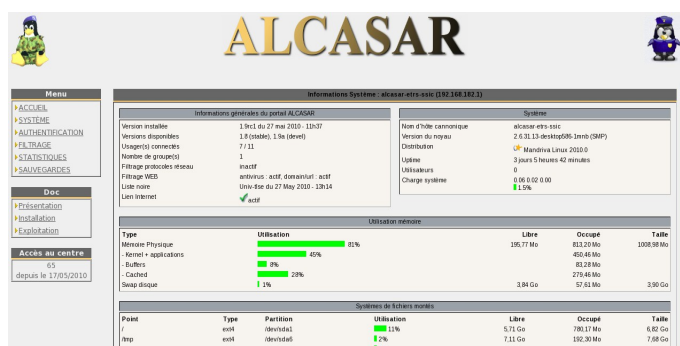 ALCASAR
Menu
ACCUEIL
SYSTÈME
AUTHENTIFICATION
FILTRAGE
STATISTIQUES
SAUVEGARDES
Doc
Présentation
Installation
Exploitation
Accès au centre
65
depuis le 17/05/2010
Informations Système : alcasar-etrs-ssic (192.168.182.1)
Informations générales du portail ALCASAR
Version installée 1.9rc1 du 27 mai 2010 - 11h37
Versions disponibles 1.8 (stable), 1.9a (devel)
Usager(s) connectés 7 / 11
Nombre de groupe(s) 1
Filtrage protocoles réseau inactif
Filtrage WEB antivirus : actif, domain/url : actif
Liste noire Univ-tlse du 27 May 2010 - 13h14
Lien Internet actif
Système
Nom d'hôte cannonique alcasar-etrs-ssic
Version du noyau 2.6.31.13-desktop586-1mnb (SMP)
Distribution Mandriva Linux 2010.0
Uptime 3 jours 5 heures 42 minutes
Utilisateurs 0
Charge système 0.06 0.02 0.00
1.5%
Utilisation mémoire
Type Utilisation Libre Occupé Taille
Mémoire Physique 81% 195,77 Mo 813,20 Mo 1008,98 Mo
- Kernel + applications 45% 450,46 Mo
- Buffers 8% 83,28 Mo
- Cached 28% 279,46 Mo
Swap disque 1% 3,84 Go 57,61 Mo 3,90 Go
Systèmes de fichiers montés
Point Type Partition Utilisation Libre Occupé Taille
/ ext4 /dev/sda1 11% 5,71 Go 780,17 Mo 6,82 Go
/tmp ext4 /dev/sda6 2% 7,11 Go 192,30 Mo 7,68 Go